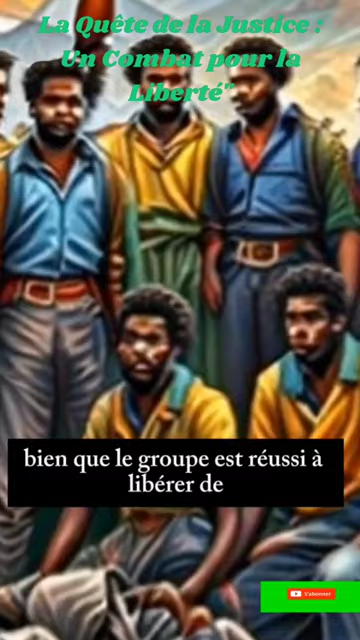 La Quête de la Justice :
Un Combat pour la
Liberté"
bien que le groupe est réussi à
libérer de
S'abonner